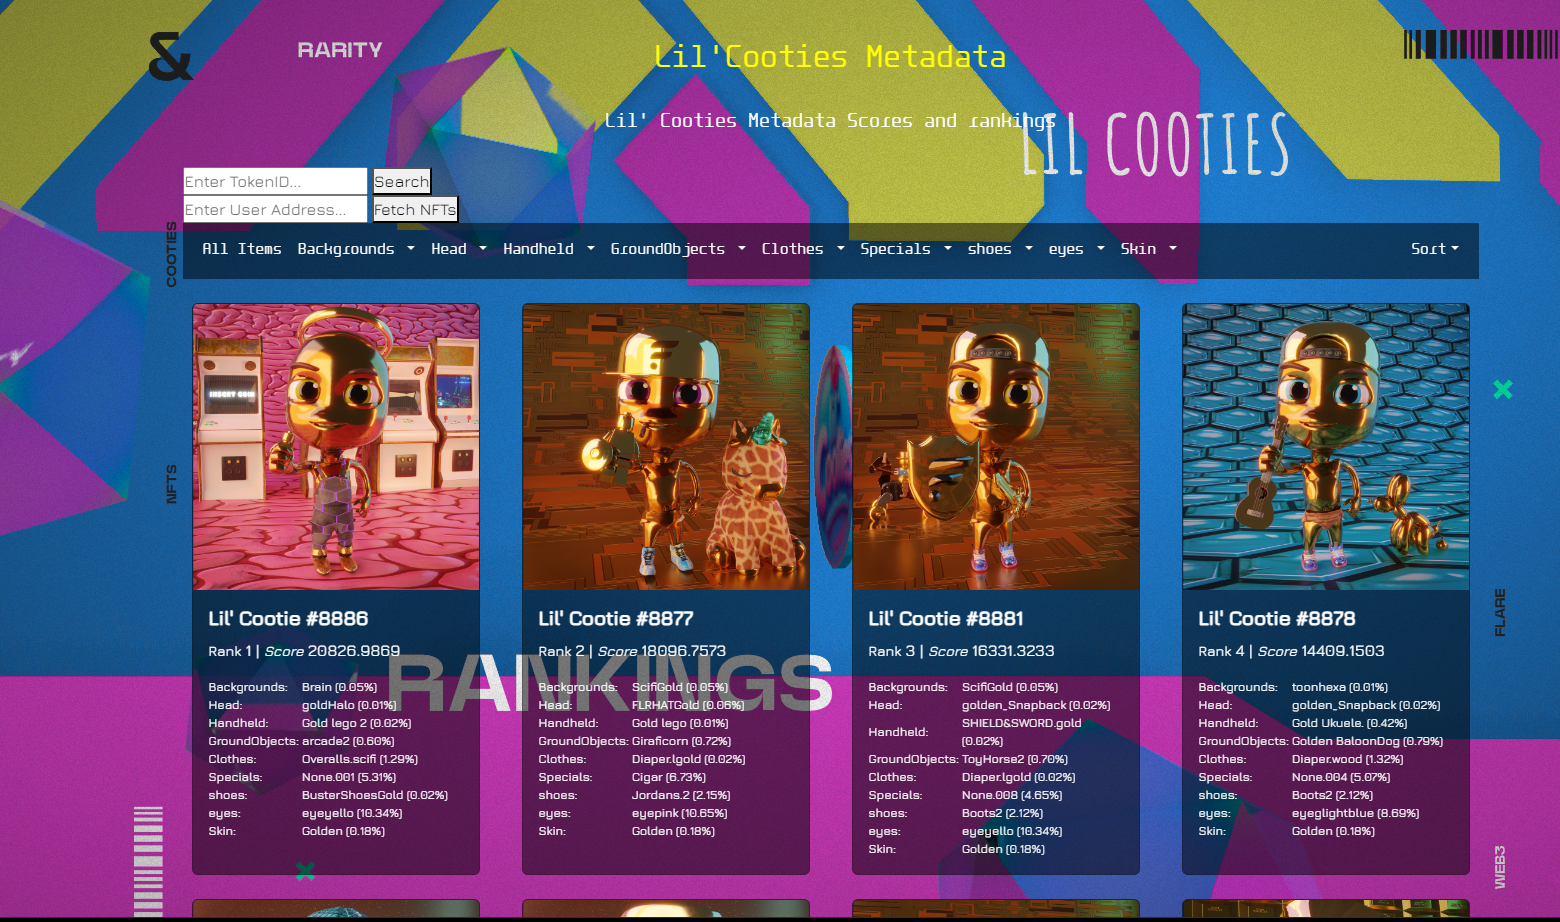 &
RARITY
Lil'Cooties Metadata
Lil' Cooties Metadata Scores and rankings
LIL COOTIES
Enter TokenID...
Search
Enter User Address...
Fetch NFTs
COOTIES
All Items Backgrounds Head Handheld GroundObjects Clothes Specials shoes eyes Skin Sort
INSERT COIN
NFTS
FLARE
WEB3
RANKINGS
Lil' Cootie #8886
Rank 1 | Score 20826.9869
Backgrounds: Brain (0.05%)
Head: goldHalo (0.01%)
Handheld: Gold lego 2 (0.02%)
GroundObjects: arcade2 (0.60%)
Clothes: Overalls.scifi (1.29%)
Specials: None.001 (5.31%)
shoes: BusterShoesGold (0.02%)
eyes: eyeyello (10.34%)
Skin: Golden (0.18%)
Lil' Cootie #8877
Rank 2 | Score 18096.7573
Backgrounds: ScifiGold (0.05%)
Head: FLRHATGold (0.06%)
Handheld: Gold lego (0.01%)
GroundObjects: Giraficorn (0.72%)
Clothes: Diaper.lgold (0.02%)
Specials: Cigar (6.73%)
shoes: Jordans.2 (2.15%)
eyes: eyepink (10.65%)
Skin: Golden (0.18%)
Lil' Cootie #8881
Rank 3 | Score 16331.3233
Backgrounds: ScifiGold (0.05%)
Head: golden_Snapback (0.02%)
Handheld: SHIELD&SWORD.gold
(0.02%)
GroundObjects: ToyHorse2 (0.70%)
Clothes: Diaper.lgold (0.02%)
Specials: None.008 (4.65%)
shoes: Boots2 (2.12%)
eyes: eyeyello (10.34%)
Skin: Golden (0.18%)
Lil' Cootie #8878
Rank 4 | Score 14409.1503
Backgrounds: toonhexa (0.01%)
Head: golden_Snapback (0.02%)
Handheld: Gold Ukuele. (0.42%)
GroundObjects: Golden BaloonDog (0.79%)
Clothes: Diaper.wood (1.32%)
Specials: None.004 (5.07%)
shoes: Boots2 (2.12%)
eyes: eyeglightblue (8.69%)
Skin: Golden (0.18%)